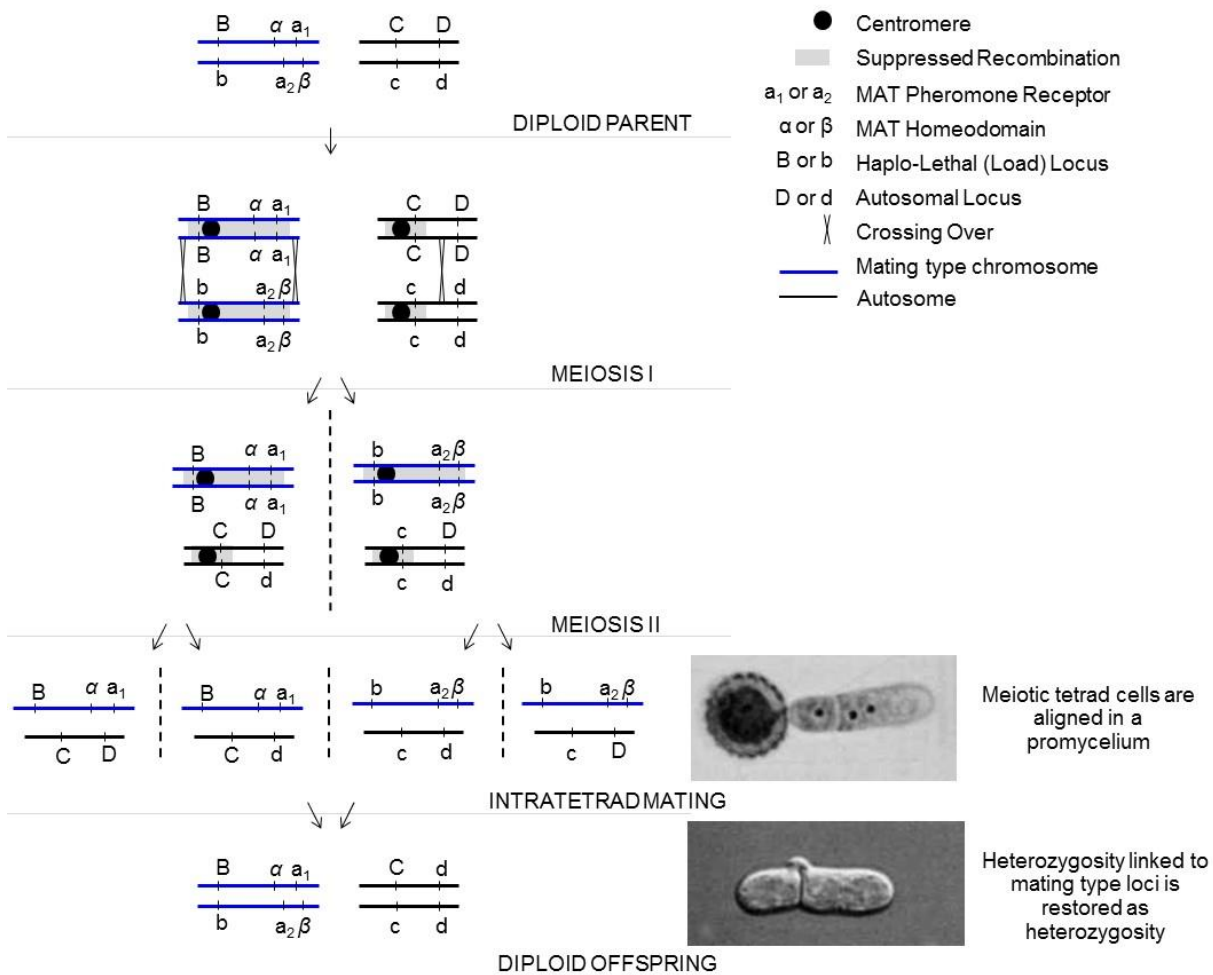 B α a₁ C D
b a₂ β c d
DIPLOID PARENT
B α a₁ C D
B α a₁ C D
b a₂ β c d
b a₂ β c d
MEIOSIS I
B α a₁ b a₂ β
B α a₁ b a₂ β
C D c D
C d c d
MEIOSIS II
B α a₁ B α a₁ b a₂ β b a₂ β
C D C d c d c D
INTRATETRAD MATING
B α a₁ C d
b a₂ β c d
DIPLOID OFFSPRING
Centromere
Suppressed Recombination
a₁ or a₂ MAT Pheromone Receptor
α or β MAT Homeodomain
B or b Haplo-Lethal (Load) Locus
D or d Autosomal Locus
Crossing Over
Mating type chromosome
Autosome
Meiotic tetrad cells are
aligned in a
promycelium
Heterozygosity linked to
mating type loci is
restored as
heterozygosity